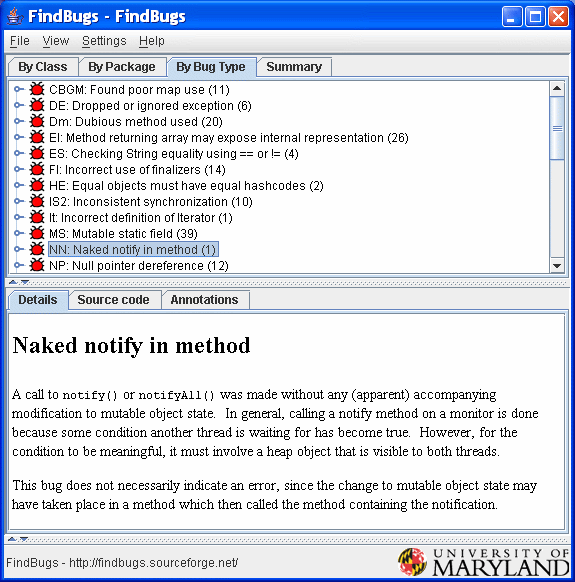 FindBugs - FindBugs
File View Settings Help
By Class By Package By Bug Type Summary
CBGM: Found poor map use (11)
DE: Dropped or ignored exception (6)
Dm: Dubious method used (20)
EI: Method returning array may expose internal representation (26)
ES: Checking String equality using == or != (4)
FI: Incorrect use of finalizers (14)
HE: Equal objects must have equal hashcodes (2)
IS2: Inconsistent synchronization (10)
It: Incorrect definition of Iterator (1)
MS: Mutable static field (39)
NN: Naked notify in method (1)
NP: Null pointer dereference (12)
Details Source code Annotations
Naked notify in method
A call to notify() or notifyAll() was made without any (apparent) accompanying
modification to mutable object state. In general, calling a notify method on a monitor is done
because some condition another thread is waiting for has become true. However, for the
condition to be meaningful, it must involve a heap object that is visible to both threads.
This bug does not necessarily indicate an error, since the change to mutable object state may
have taken place in a method which then called the method containing the notification.
FindBugs - http://findbugs.sourceforge.net/
UNIVERSITY OF
MARYLAND